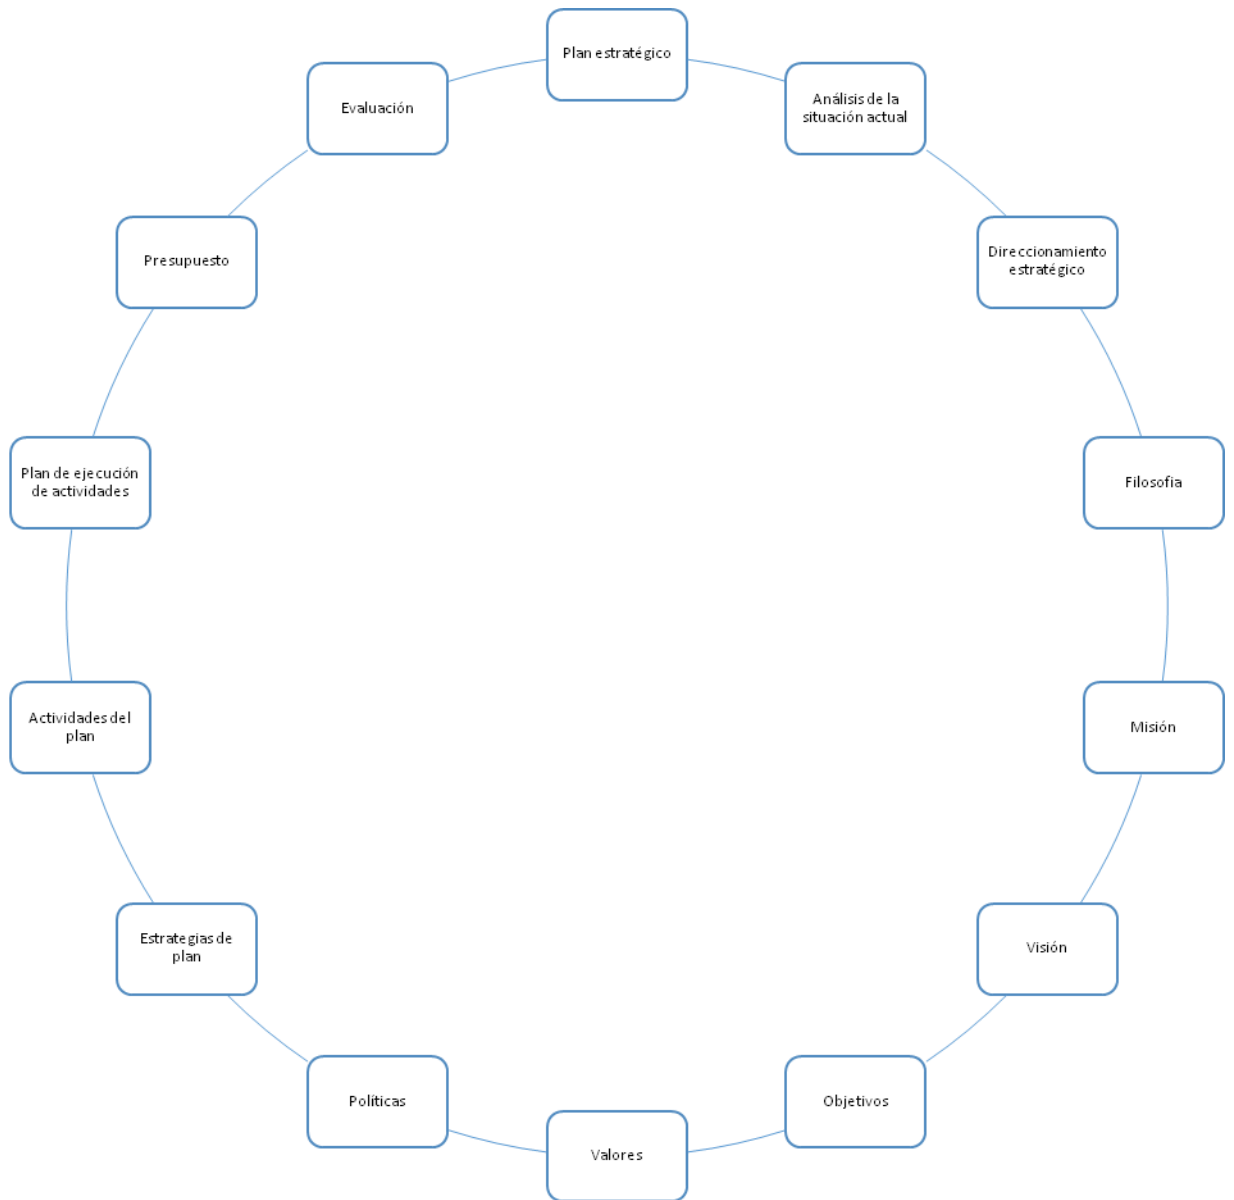 Plan estratégico
Análisis de la
situación actual
Direccionamiento
estratégico
Filosofia
Misión
Visión
Objetivos
Valores
Políticas
Estrategias de
plan
Actividades del
plan
Plan de ejecución
de actividades
Presupuesto
Evaluación